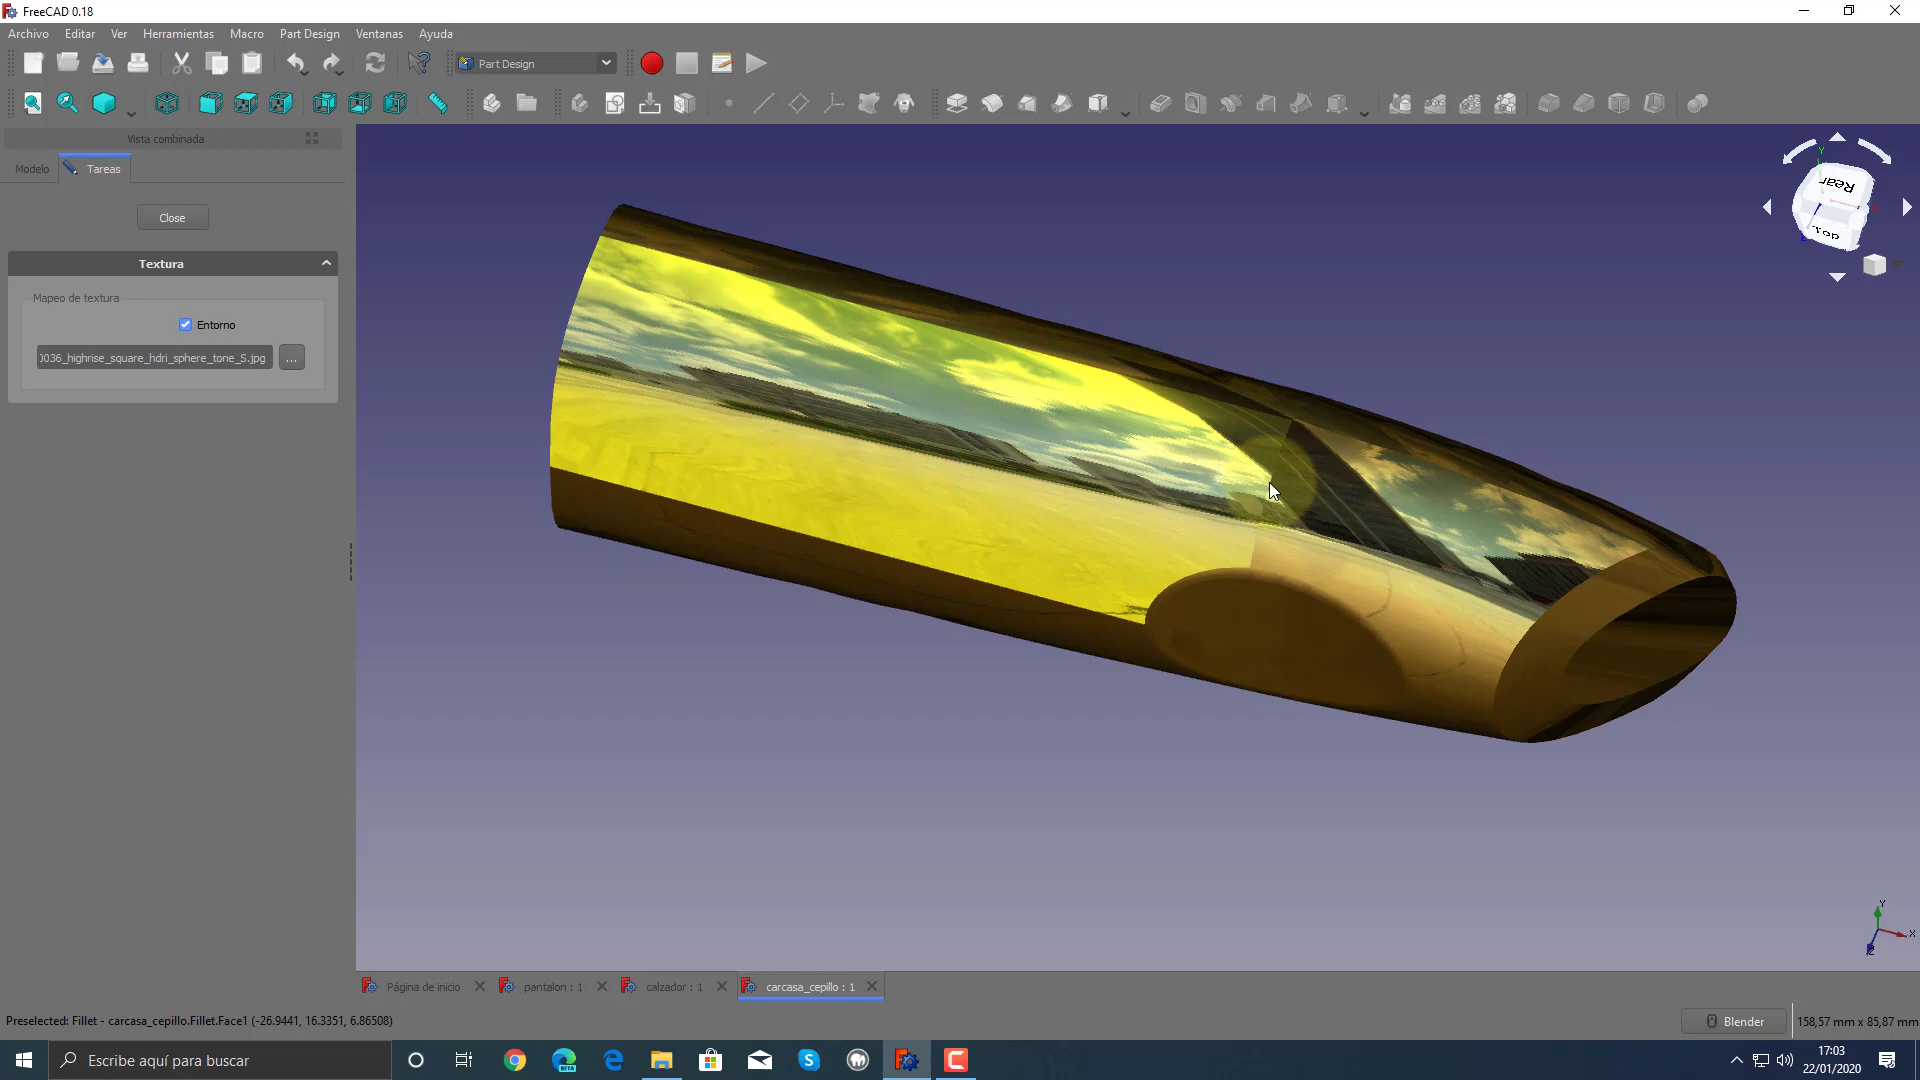 FreeCAD 0.18
Archivo Editar Ver Herramientas Macro Part Design Ventanas Ayuda
Part Design
Vista combinada
Modelo Tareas
Close
Textura
Mapeo de textura
Entorno
0036_highrise_square_hdri_sphere_tone_S.jpg ...
Rear
Top
Y
X
Z
Página de inicio pantalon : 1 calzador : 1 carcasa_cepillo : 1
Preselected: Fillet - carcasa_cepillo.Fillet.Face1 (-26.9441, 16.3351, 6.86508)
Blender 158,57 mm x 85,87 mm
Escribe aquí para buscar
BETA
17:03
22/01/2020